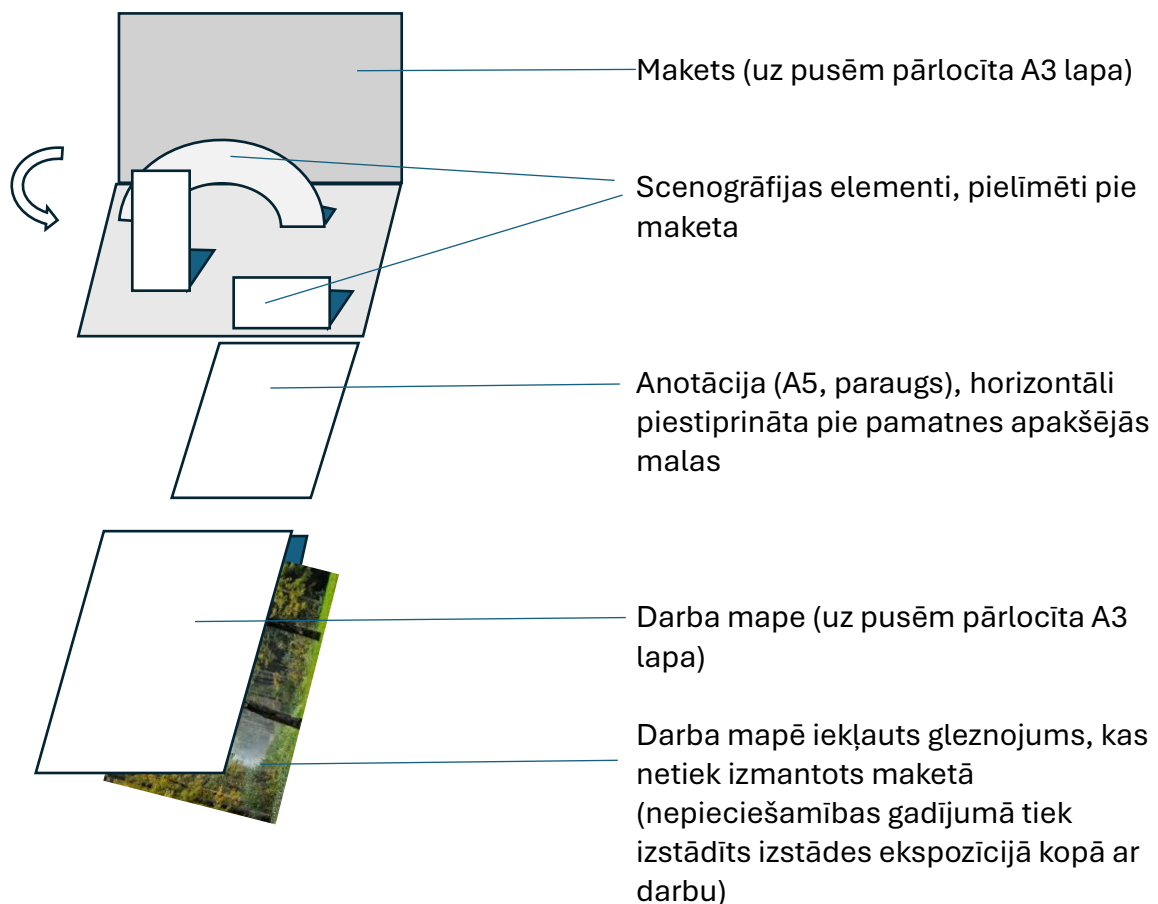 Makets (uz pusēm pārlocīta A3 lapa)
Scenogrāfijas elementi, pielīmēti pie
maketa
Anotācija (A5, paraugs), horizontāli
piestiprināta pie pamatnes apakšējās
malas
Darba mape (uz pusēm pārlocīta A3
lapa)
Darba mapē iekļauts gleznojums, kas
netiek izmantots maketā
(nepieciešamības gadījumā tiek
izstādīts izstādes ekspozīcijā kopā ar
darbu)